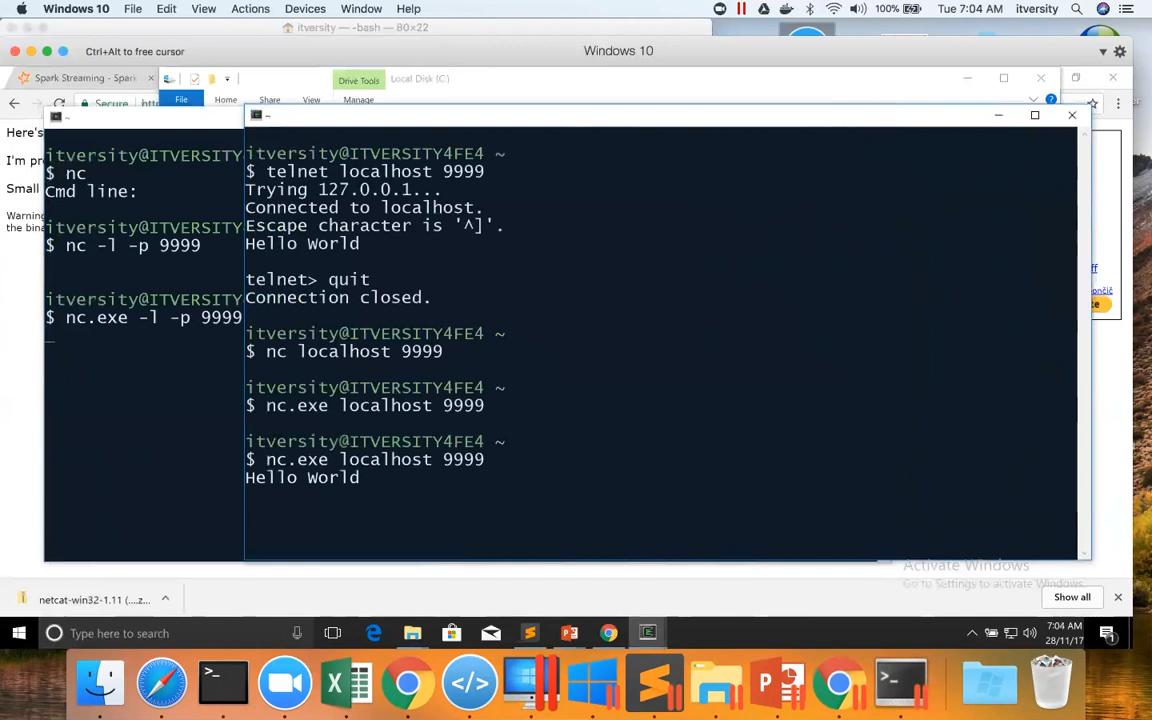 Windows 10 File Edit View Actions Devices Window Help 100% Tue 7:04 AM itversity
itversity — -bash — 80×22
Ctrl+Alt to free cursor Windows 10
Spark Streaming - Spark Drive Tools Local Disk (C:)
Secure File Home Share View Manage
Here's
I'm
Small
Warning
the bin
~
itversity@ITVERSITY
$ nc
Cmd line:
itversity@ITVERSITY
$ nc -l -p 9999
itversity@ITVERSITY
$ nc.exe -l -p 9999
~
itversity@ITVERSITY4FE4 ~
$ telnet localhost 9999
Trying 127.0.0.1...
Connected to localhost.
Escape character is '^]'.
Hello World
telnet> quit
Connection closed.
itversity@ITVERSITY4FE4 ~
$ nc localhost 9999
itversity@ITVERSITY4FE4 ~
$ nc.exe localhost 9999
itversity@ITVERSITY4FE4 ~
$ nc.exe localhost 9999
Hello World
Activate Windows
Go to Settings to activate Windows.
netcat-win32-1.11 (....z... Show all
Type here to search 7:04 AM
28/11/17